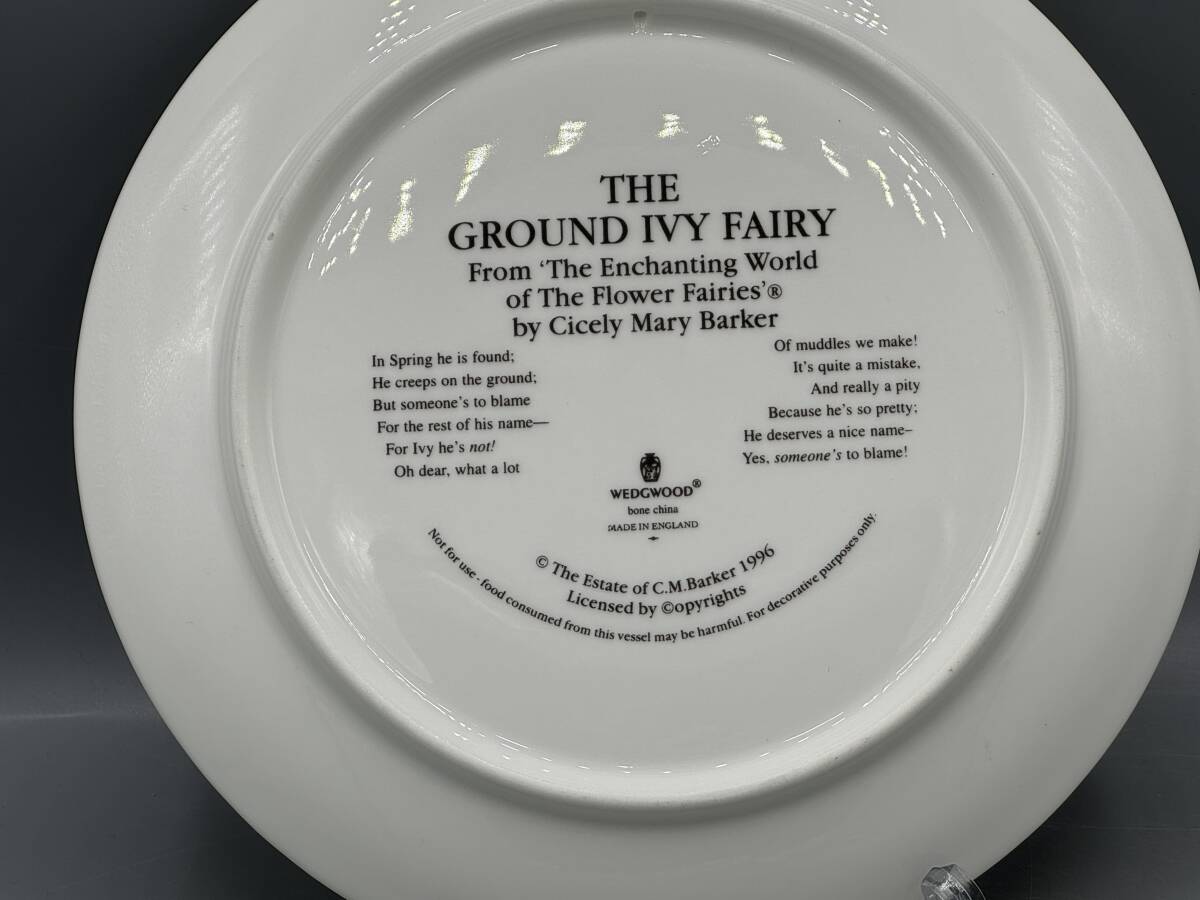 THE
GROUND IVY FAIRY
From ‘The Enchanting World
of The Flower Fairies’®
by Cicely Mary Barker
In Spring he is found;
He creeps on the ground;
But someone's to blame
For the rest of his name—
For Ivy he's not!
Oh dear, what a lot
Of muddles we make!
It's quite a mistake,
And really a pity
Because he's so pretty;
He deserves a nice name–
Yes, someone's to blame!
WEDGWOOD®
bone china
MADE IN ENGLAND
© The Estate of C.M.Barker 1996
Licensed by ©opyrights
Not for use - food consumed from this vessel may be harmful. For decorative purposes only.